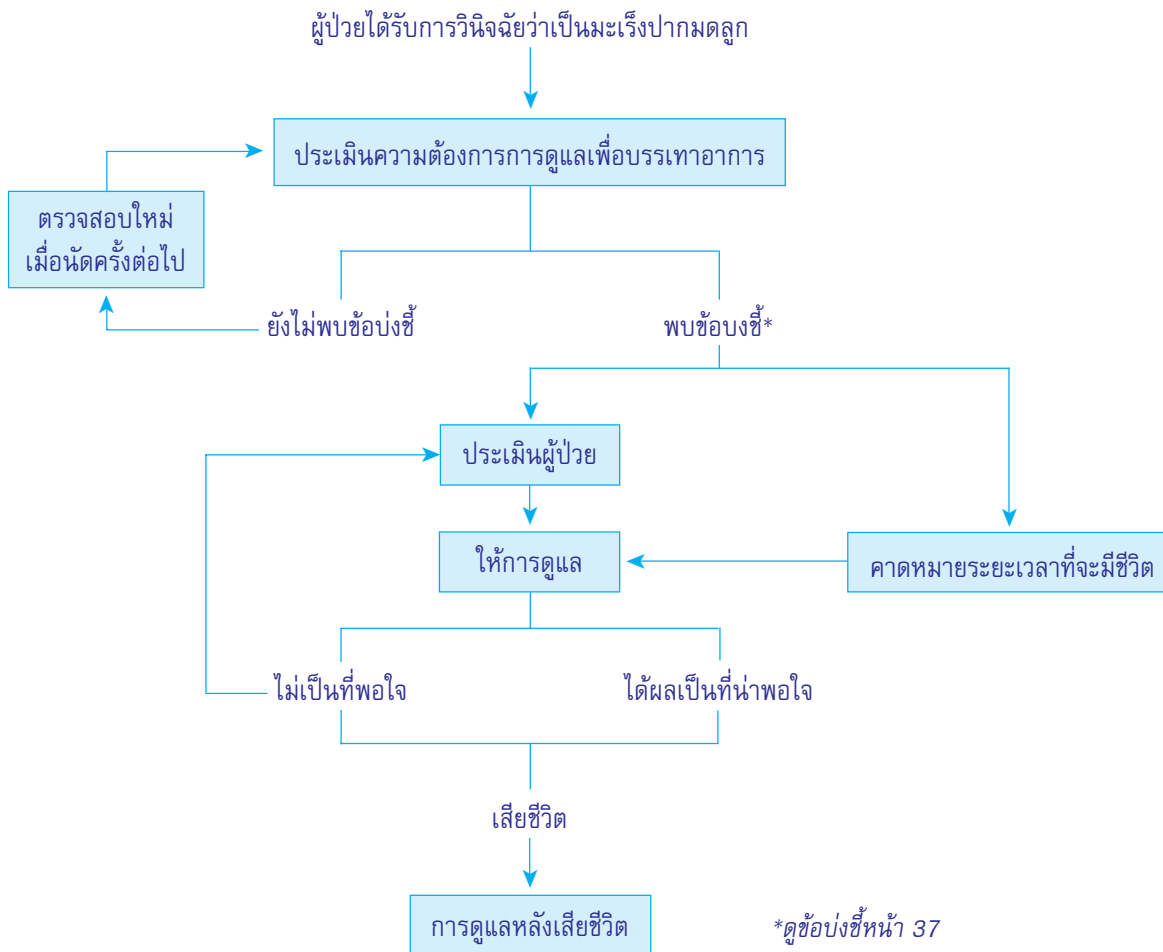 ผู้ป่วยได้รับการวินิจฉัยว่าเป็นมะเร็งปากมดลูก
ประเมินความต้องการการดูแลเพื่อบรรเทาอาการ
ตรวจสอบใหม่
เมื่อนัดครั้งต่อไป
ยังไม่พบข้อบ่งชี้
พบข้อบงชี้*
ประเมินผู้ป่วย
ให้การดูแล
คาดหมายระยะเวลาที่จะมีชีวิต
ไม่เป็นที่พอใจ
ได้ผลเป็นที่น่าพอใจ
เสียชีวิต
การดูแลหลังเสียชีวิต
*ดูข้อบ่งชี้หน้า 37